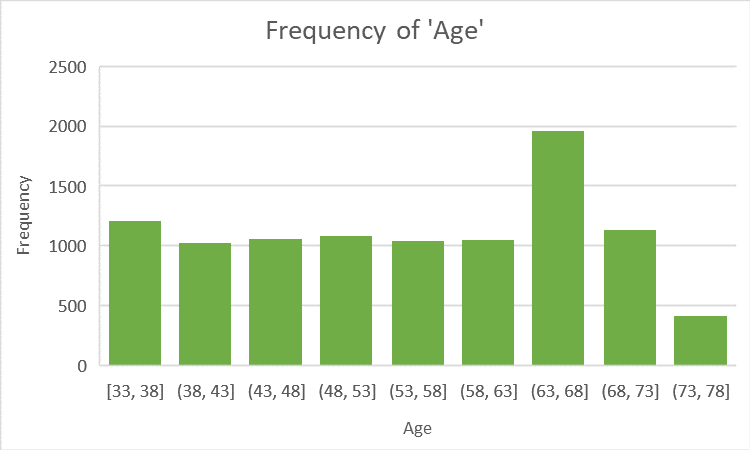 Frequency of 'Age'
2500
2000
1500
1000
500
0
Frequency
[33, 38] (38, 43] (43, 48] (48, 53] (53, 58] (58, 63] (63, 68] (68, 73] (73, 78]
Age